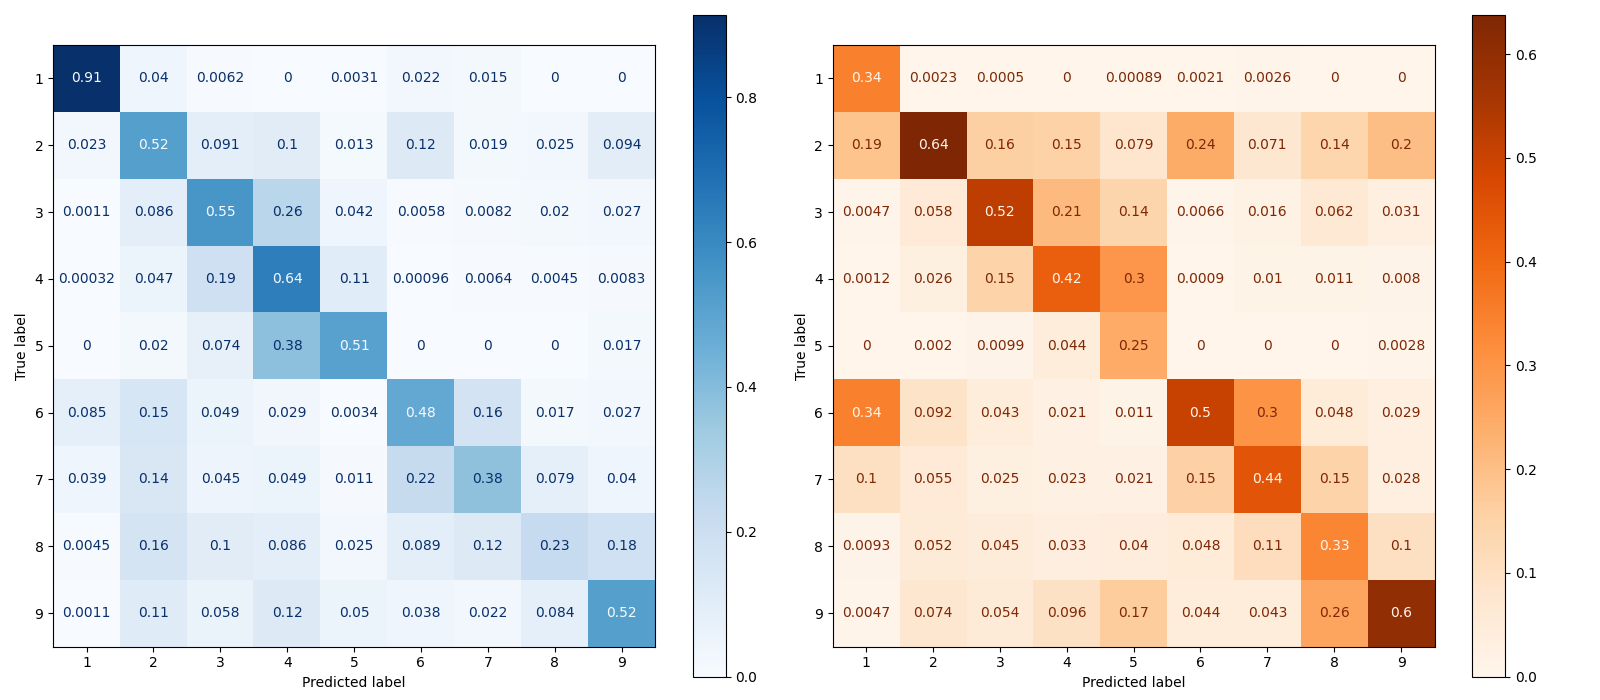 1 0.91 0.04 0.0062 0 0.0031 0.022 0.015 0 0
2 0.023 0.52 0.091 0.1 0.013 0.12 0.019 0.025 0.094
3 0.0011 0.086 0.55 0.26 0.042 0.0058 0.0082 0.02 0.027
4 0.00032 0.047 0.19 0.64 0.11 0.00096 0.0064 0.0045 0.0083
5 0 0.02 0.074 0.38 0.51 0 0 0 0.017
6 0.085 0.15 0.049 0.029 0.0034 0.48 0.16 0.017 0.027
7 0.039 0.14 0.045 0.049 0.011 0.22 0.38 0.079 0.04
8 0.0045 0.16 0.1 0.086 0.025 0.089 0.12 0.23 0.18
9 0.0011 0.11 0.058 0.12 0.05 0.038 0.022 0.084 0.52
1 2 3 4 5 6 7 8 9
Predicted label
True label
0.8
0.6
0.4
0.2
0.0
1 0.34 0.0023 0.0005 0 0.00089 0.0021 0.0026 0 0
2 0.19 0.64 0.16 0.15 0.079 0.24 0.071 0.14 0.2
3 0.0047 0.058 0.52 0.21 0.14 0.0066 0.016 0.062 0.031
4 0.0012 0.026 0.15 0.42 0.3 0.0009 0.01 0.011 0.008
5 0 0.002 0.0099 0.044 0.25 0 0 0 0.0028
6 0.34 0.092 0.043 0.021 0.011 0.5 0.3 0.048 0.029
7 0.1 0.055 0.025 0.023 0.021 0.15 0.44 0.15 0.028
8 0.0093 0.052 0.045 0.033 0.04 0.048 0.11 0.33 0.1
9 0.0047 0.074 0.054 0.096 0.17 0.044 0.043 0.26 0.6
1 2 3 4 5 6 7 8 9
Predicted label
True label
0.6
0.5
0.4
0.3
0.2
0.1
0.0